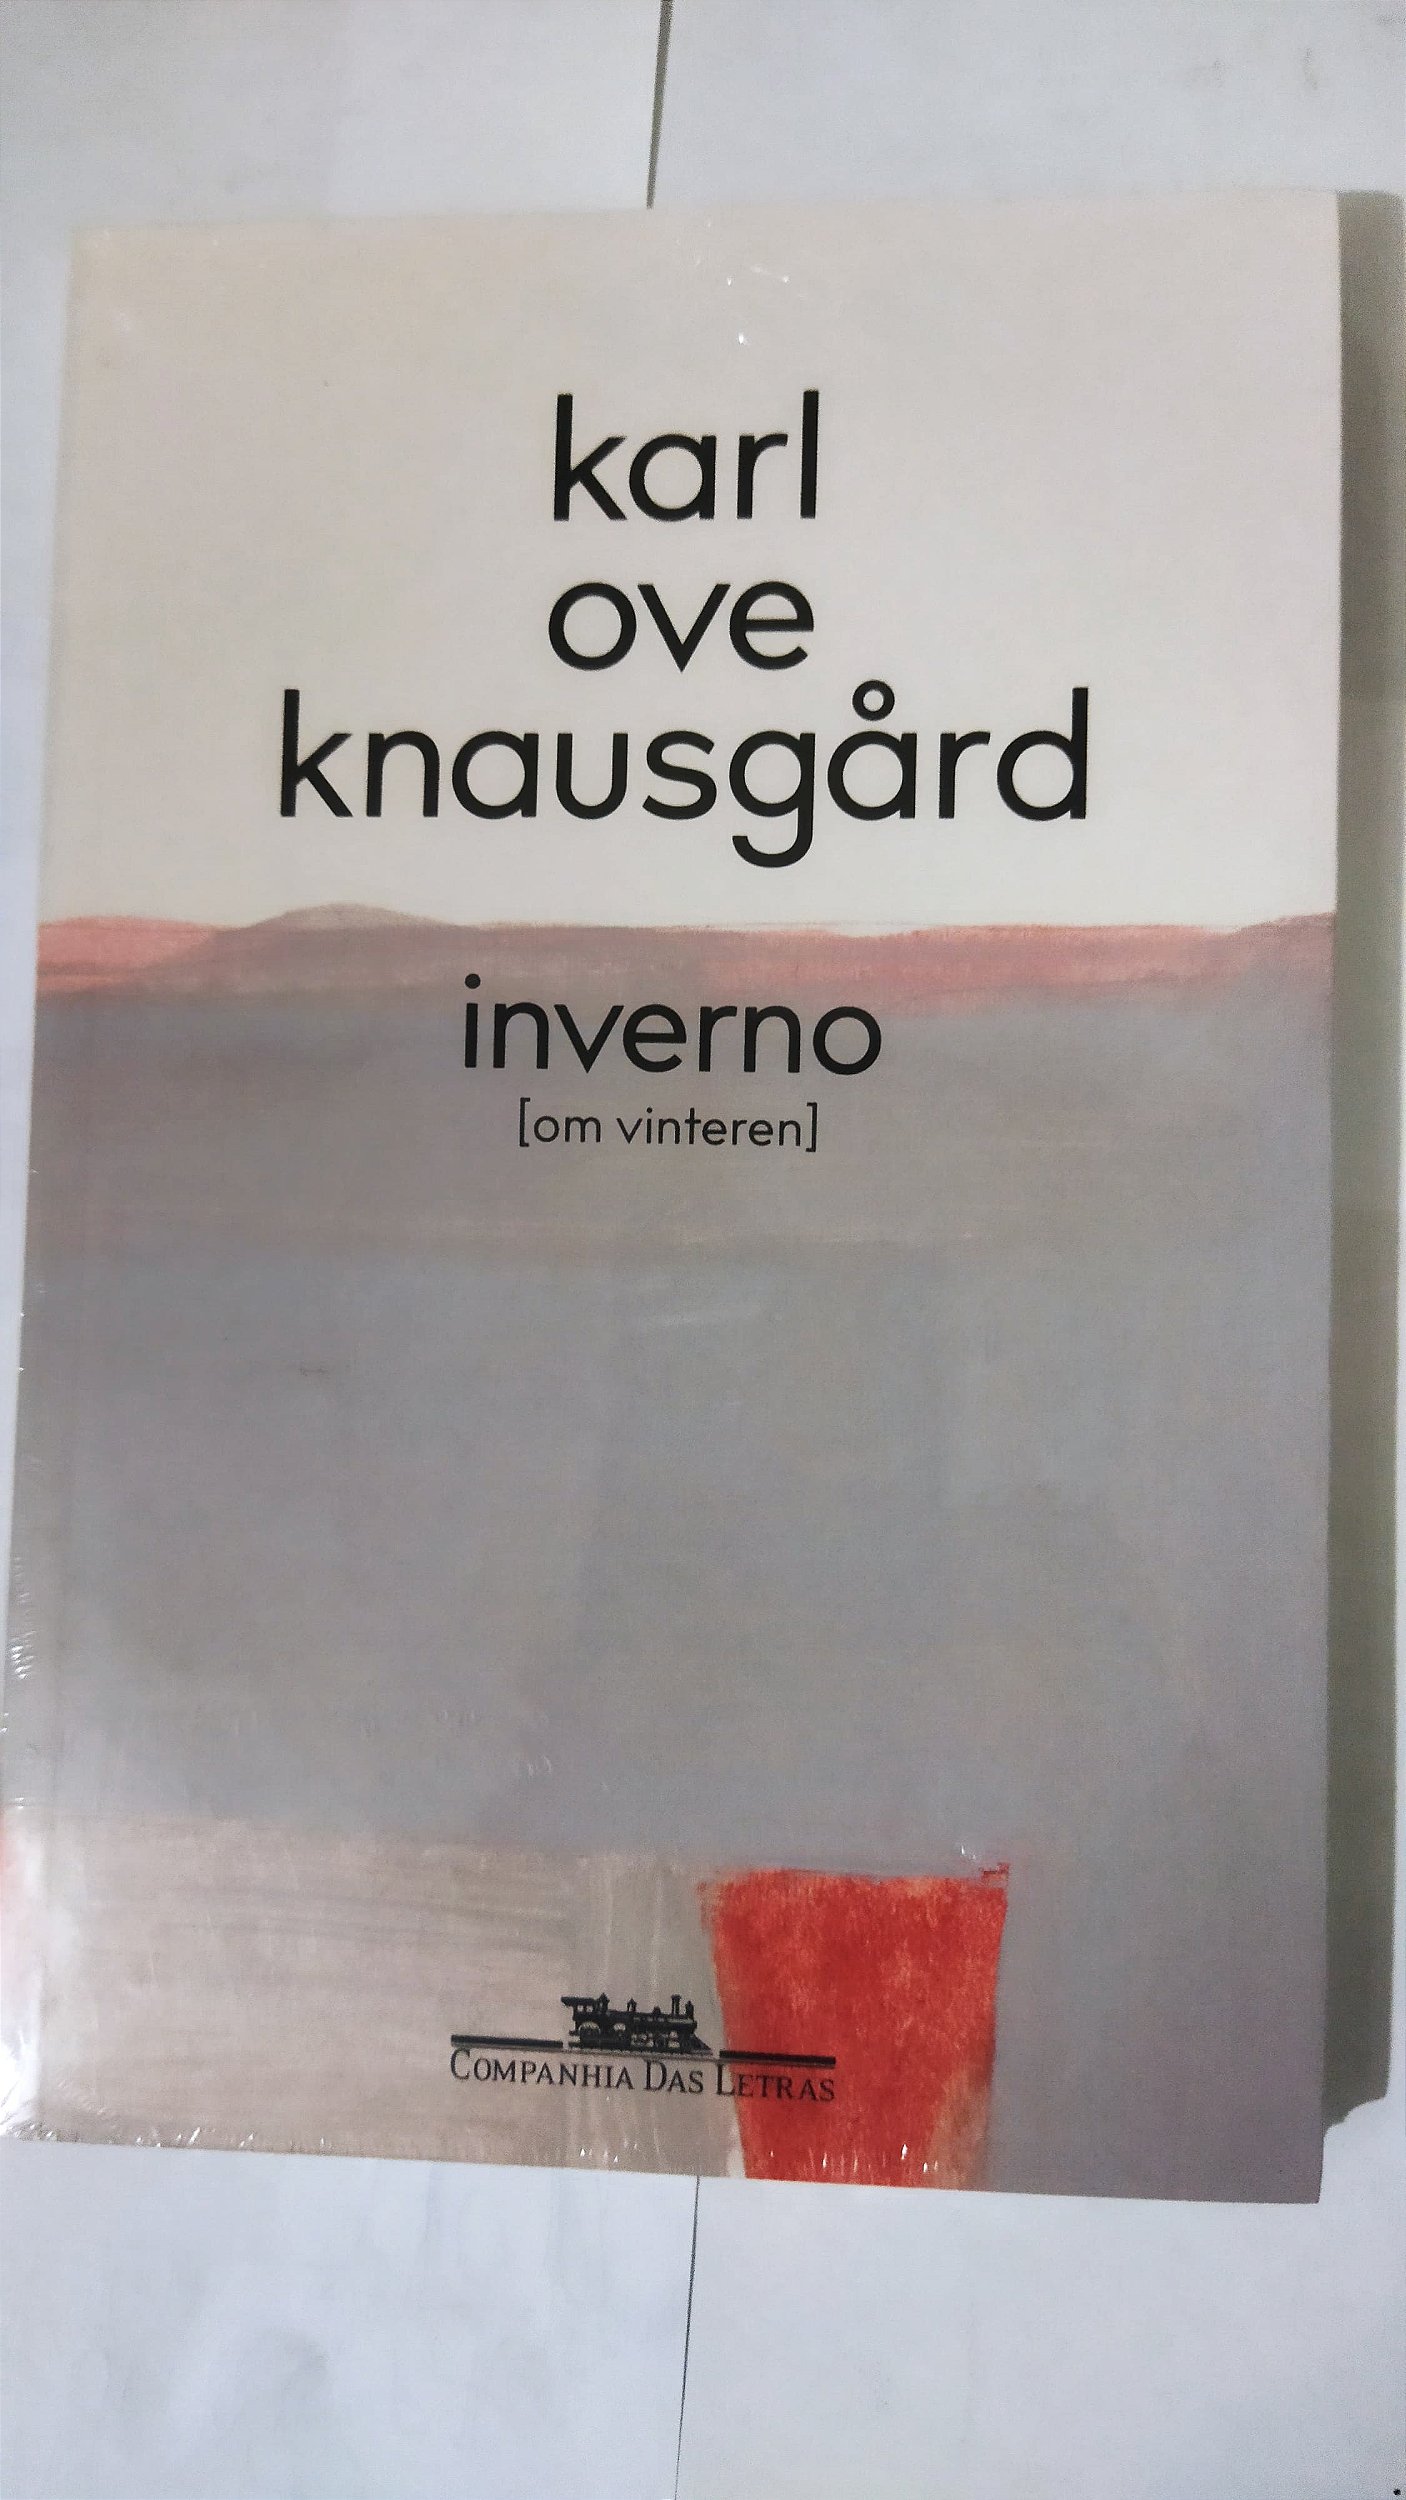 karl
ove
knausgård
inverno
[om vinteren]
COMPANHIA DAS LETRAS